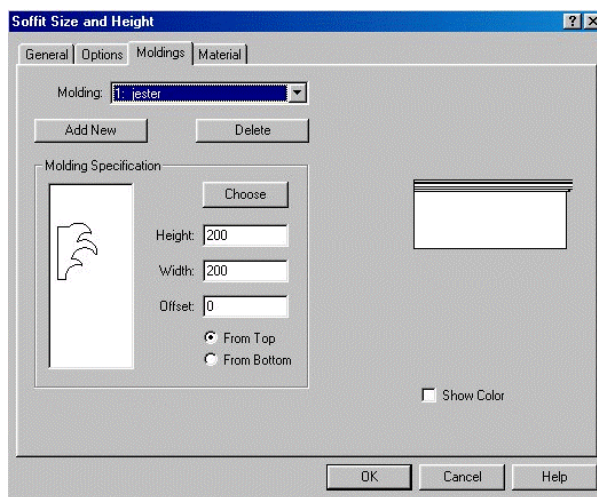 Soffit Size and Height
General Options Moldings Material
Molding: 1: jester
Add New Delete
Molding Specification
Choose
Height: 200
Width: 200
Offset: 0
From Top
From Bottom
Show Color
OK Cancel Help